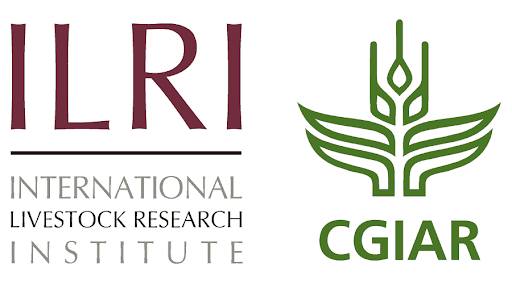 ILRI
INTERNATIONAL
LIVESTOCK RESEARCH
INSTITUTE
CGIAR